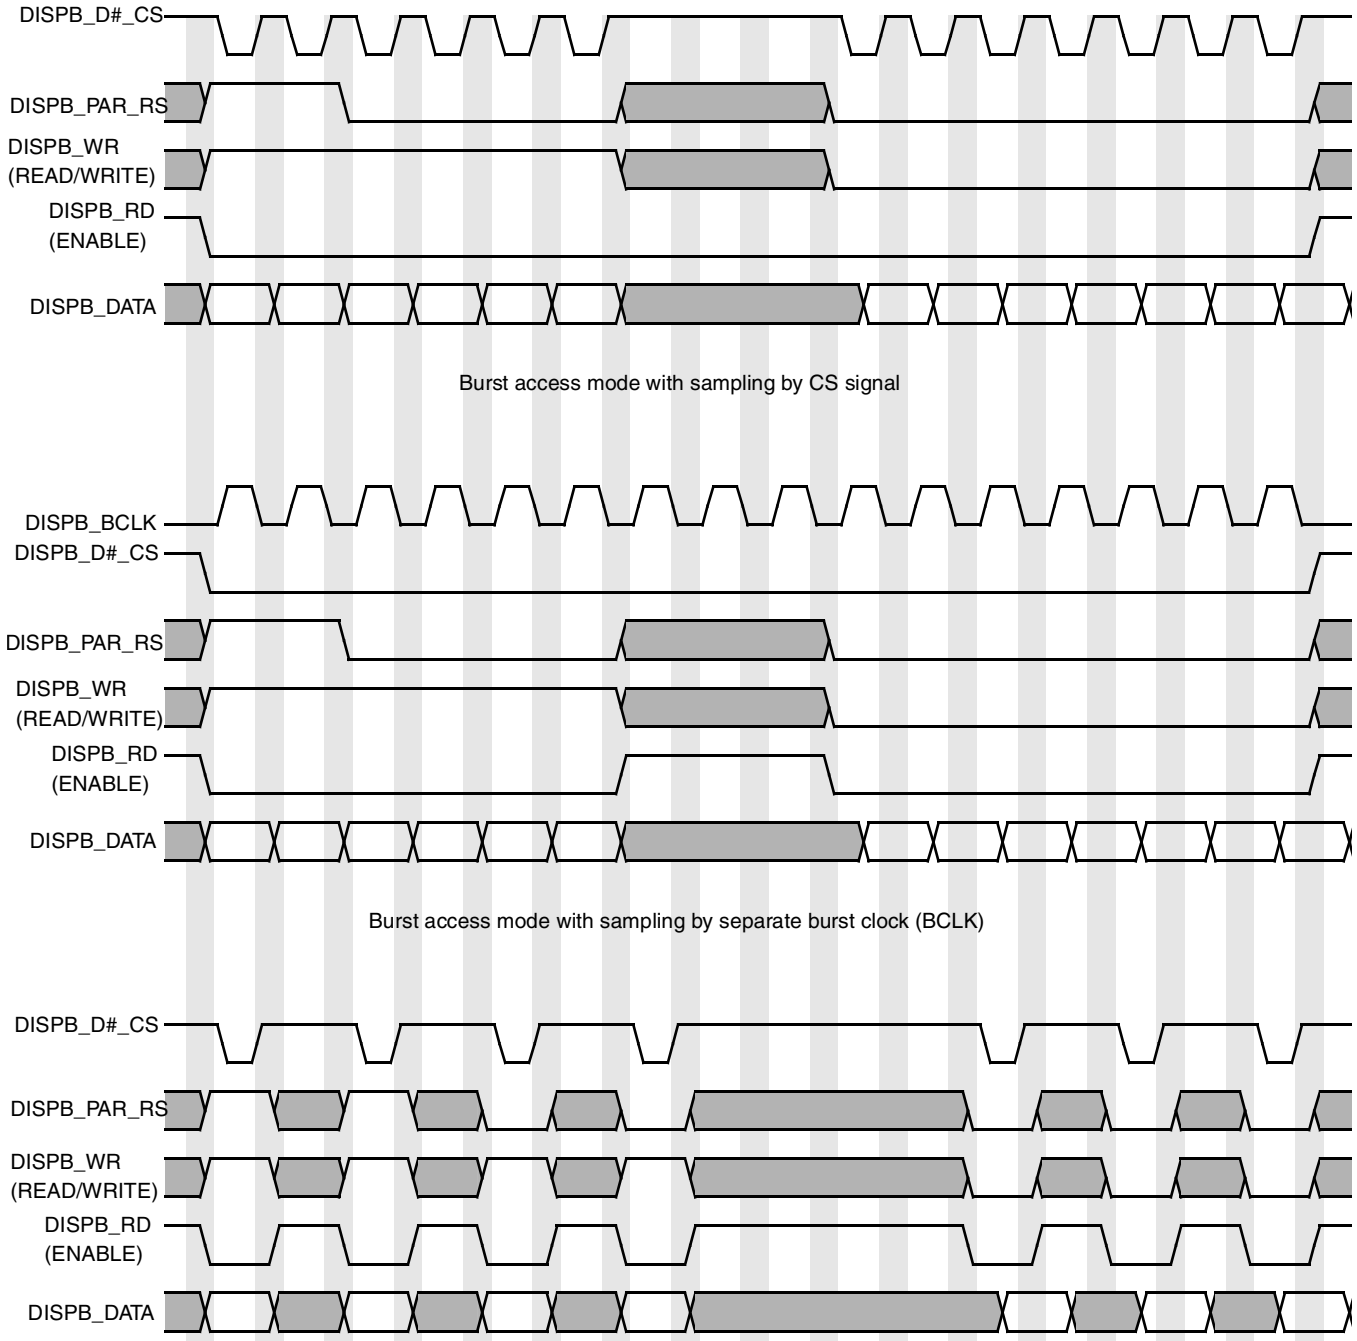 DISPB_D#_CS
DISPB_PAR_RS
DISPB_WR
(READ/WRITE)
DISPB_RD
(ENABLE)
DISPB_DATA
Burst access mode with sampling by CS signal
DISPB_BCLK
DISPB_D#_CS
DISPB_PAR_RS
DISPB_WR
(READ/WRITE)
DISPB_RD
(ENABLE)
DISPB_DATA
Burst access mode with sampling by separate burst clock (BCLK)
DISPB_D#_CS
DISPB_PAR_RS
DISPB_WR
(READ/WRITE)
DISPB_RD
(ENABLE)
DISPB_DATA